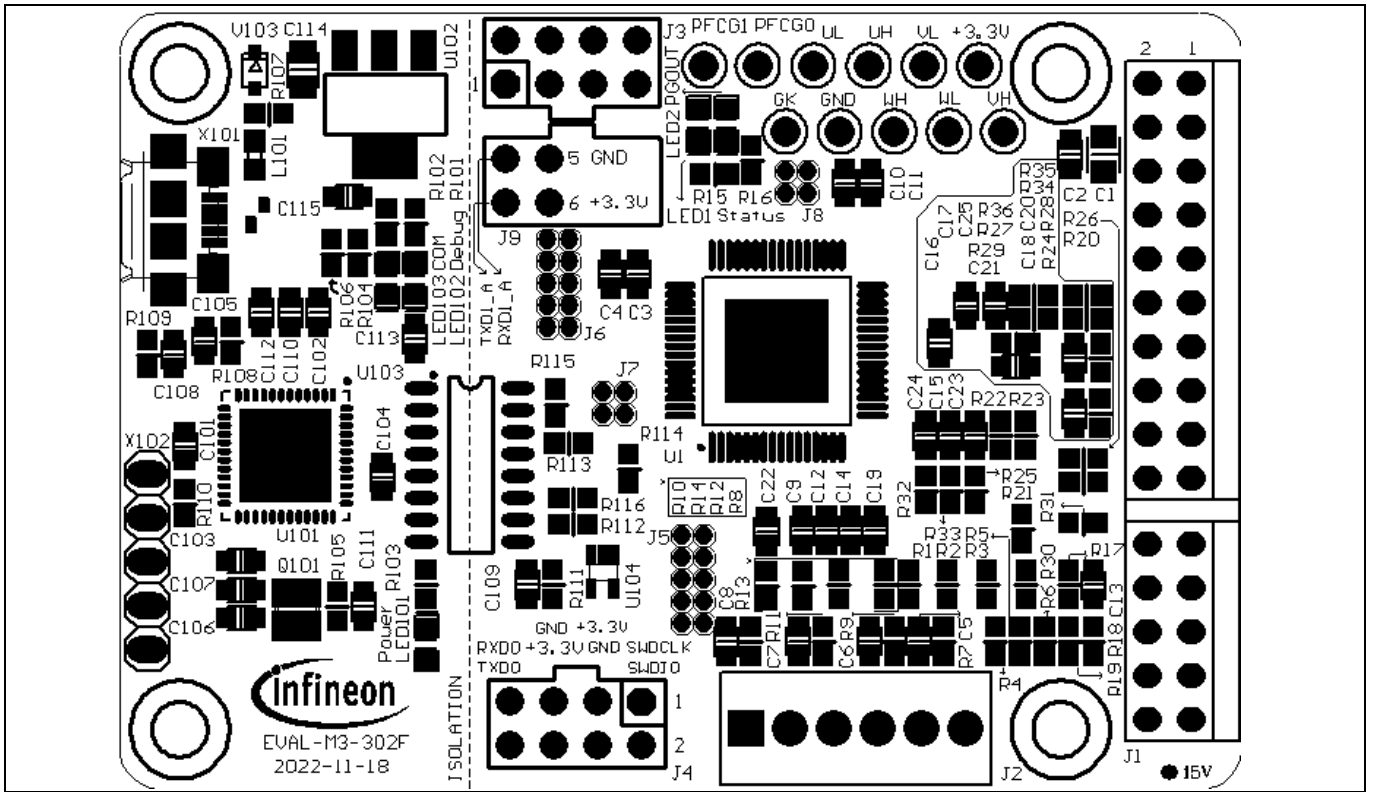 V103
C114
R107
U102
J3
PFCG1
PFCG0
UL
UH
VL
+3.3V
2
1
1
PGOUT
GK
GND
WH
WL
VH
X101
L101
LED2
R102
R101
5 GND
6 +3.3V
R15
R16
LED1 Status
J8
C10
C11
R35
R34
C2
C1
C115
J9
C16
C17
C25
R36
R27
C20
R28
R26
R20
R29
C21
C18
R24
LED103 COM
LED102 Debug
TXD1_A
RXD1_A
R106
R104
C4
C3
J6
R109
C105
C113
C112
C110
C102
R108
C108
U103
R115
J7
X102
C101
C104
R114
U1
R113
C24
C15
C23
R22
R23
R110
U101
R116
R112
R10
R14
R12
R8
C22
C9
C12
C14
C19
R32
R25
R21
R31
C103
R105
C111
R103
J5
R33
R5
R1
R2
R3
Q101
C107
C109
R111
U104
C8
R13
R6
R30
R17
C13
C106
Power
LED101
GND +3.3V
RXD0 +3.3V GND SWDCLK
TXD0
SWDIO
C7
R11
C6
R9
R7
C5
R4
R18
R19
infineon
EVAL-M3-302F
2022-11-18
ISOLATION
1
2
J4
J2
J1
15V